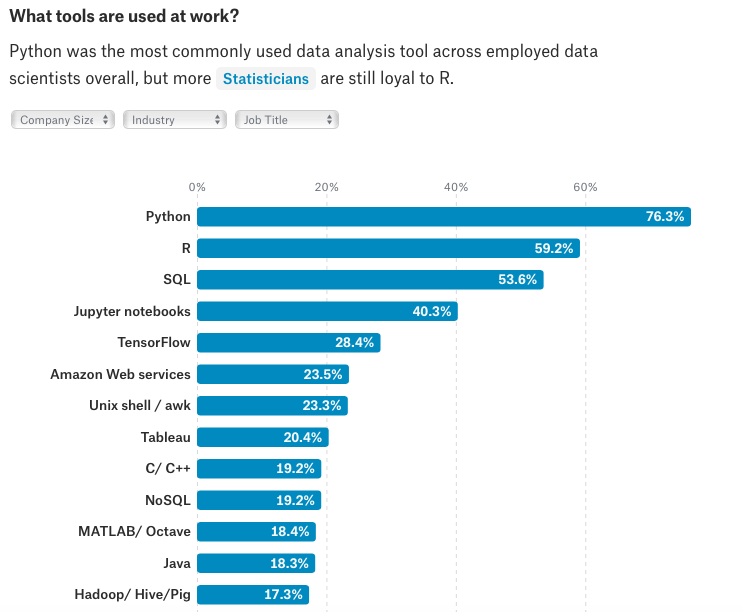 What tools are used at work?
Python was the most commonly used data analysis tool across employed data
scientists overall, but more Statisticians are still loyal to R.
Company Size Industry Job Title
0% 20% 40% 60%
Python 76.3%
R 59.2%
SQL 53.6%
Jupyter notebooks 40.3%
TensorFlow 28.4%
Amazon Web services 23.5%
Unix shell / awk 23.3%
Tableau 20.4%
C/ C++ 19.2%
NoSQL 19.2%
MATLAB/ Octave 18.4%
Java 18.3%
Hadoop/ Hive/Pig 17.3%